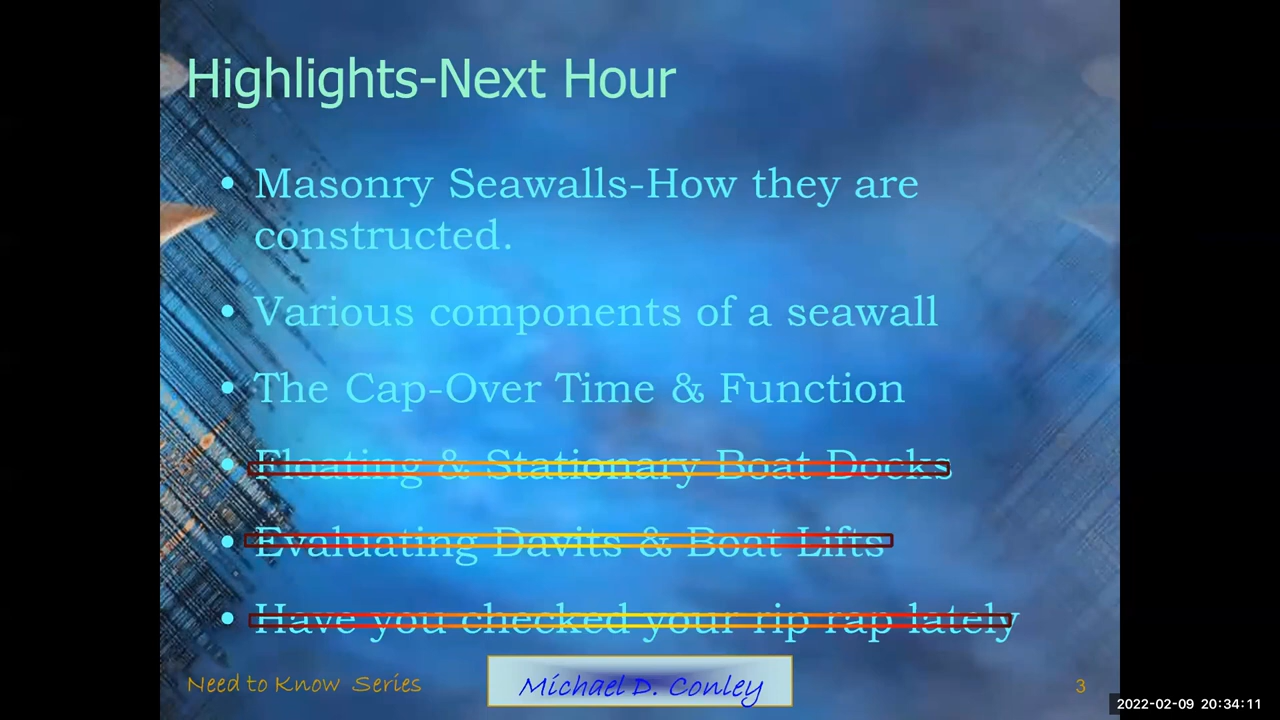 Highlights-Next Hour
• Masonry Seawalls-How they are
constructed.
• Various components of a seawall
• The Cap-Over Time & Function
• Floating & Stationary Boat Docks
• Evaluating Davits & Boat Lifts
• Have you checked your rip rap lately
Need to Know Series
Michael D. Conley
3
2022-02-09 20:34:11